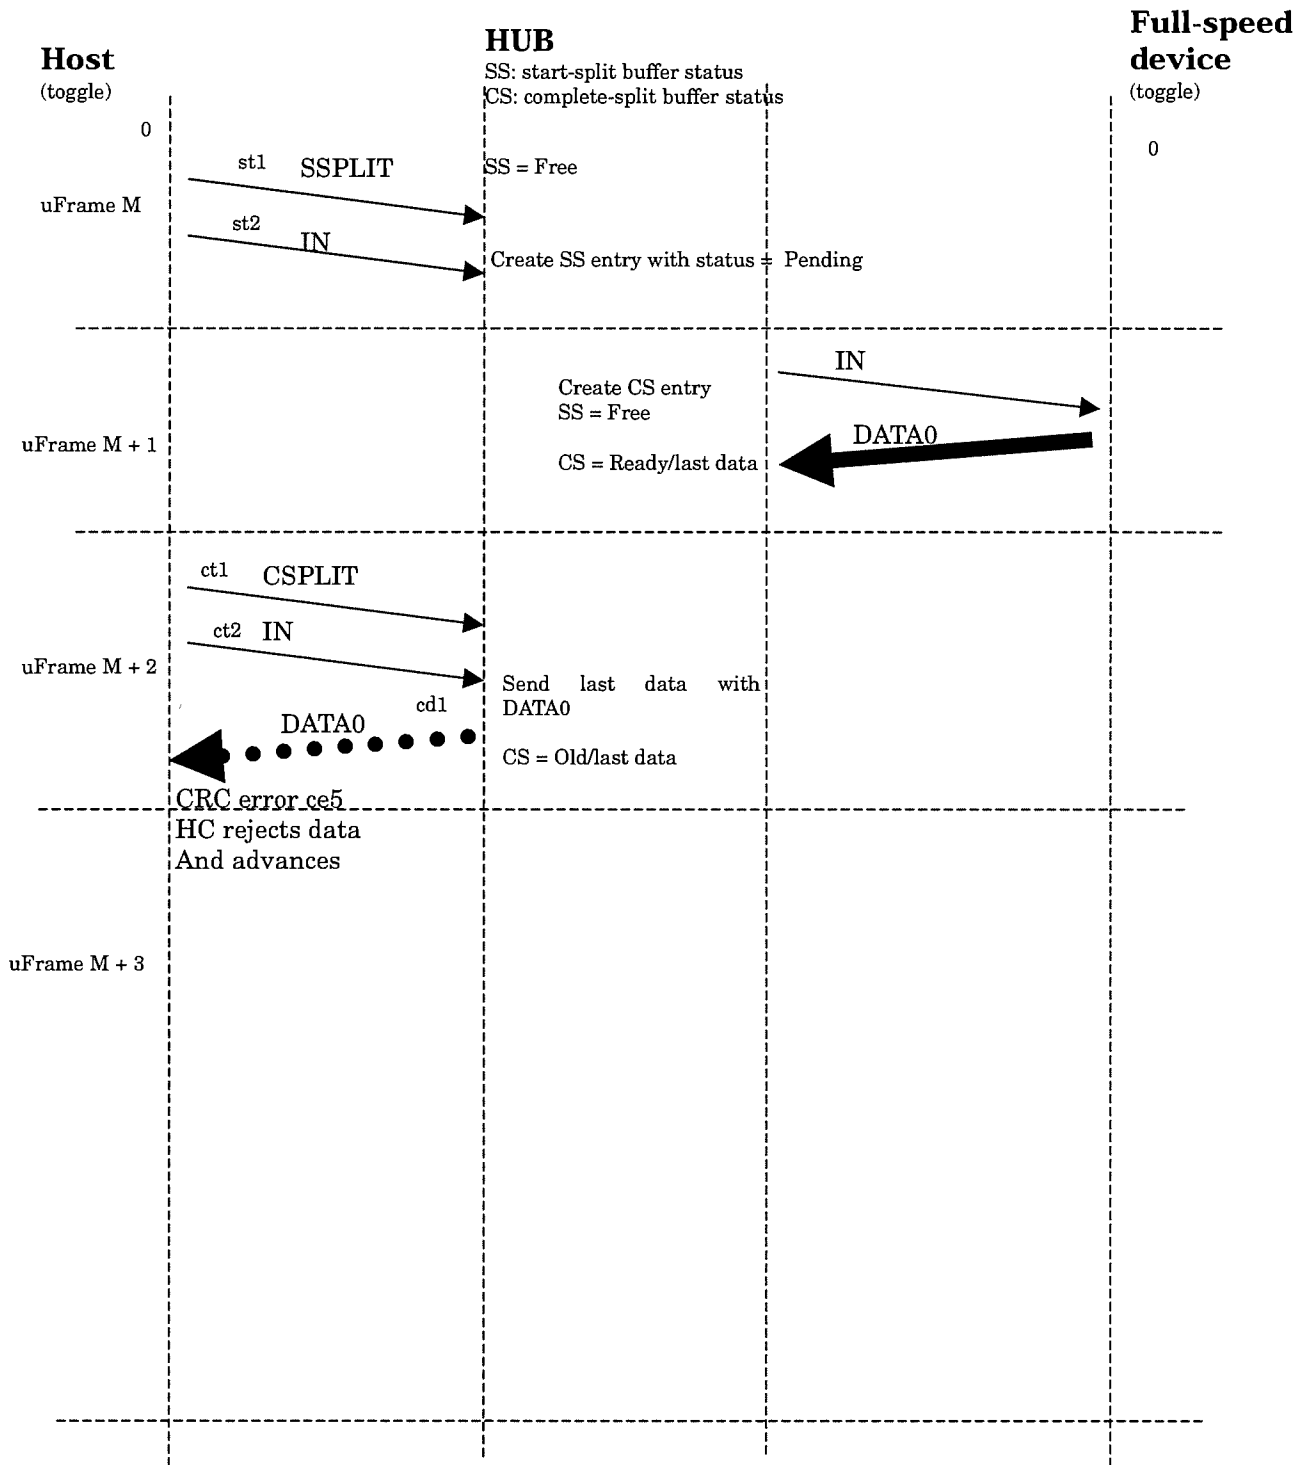 Full-speed
device
(toggle)
HUB
SS: start-split buffer status
CS: complete-split buffer status
Host
(toggle)
0
0
st1 SSPLIT
SS = Free
uFrame M
st2 IN
Create SS entry with status = Pending
IN
Create CS entry
SS = Free
DATA0
uFrame M + 1
CS = Ready/last data
ct1 CSPLIT
ct2 IN
uFrame M + 2
Send last data with
DATA0
cd1
DATA0
CS = Old/last data
CRC error ce5
HC rejects data
And advances
uFrame M + 3